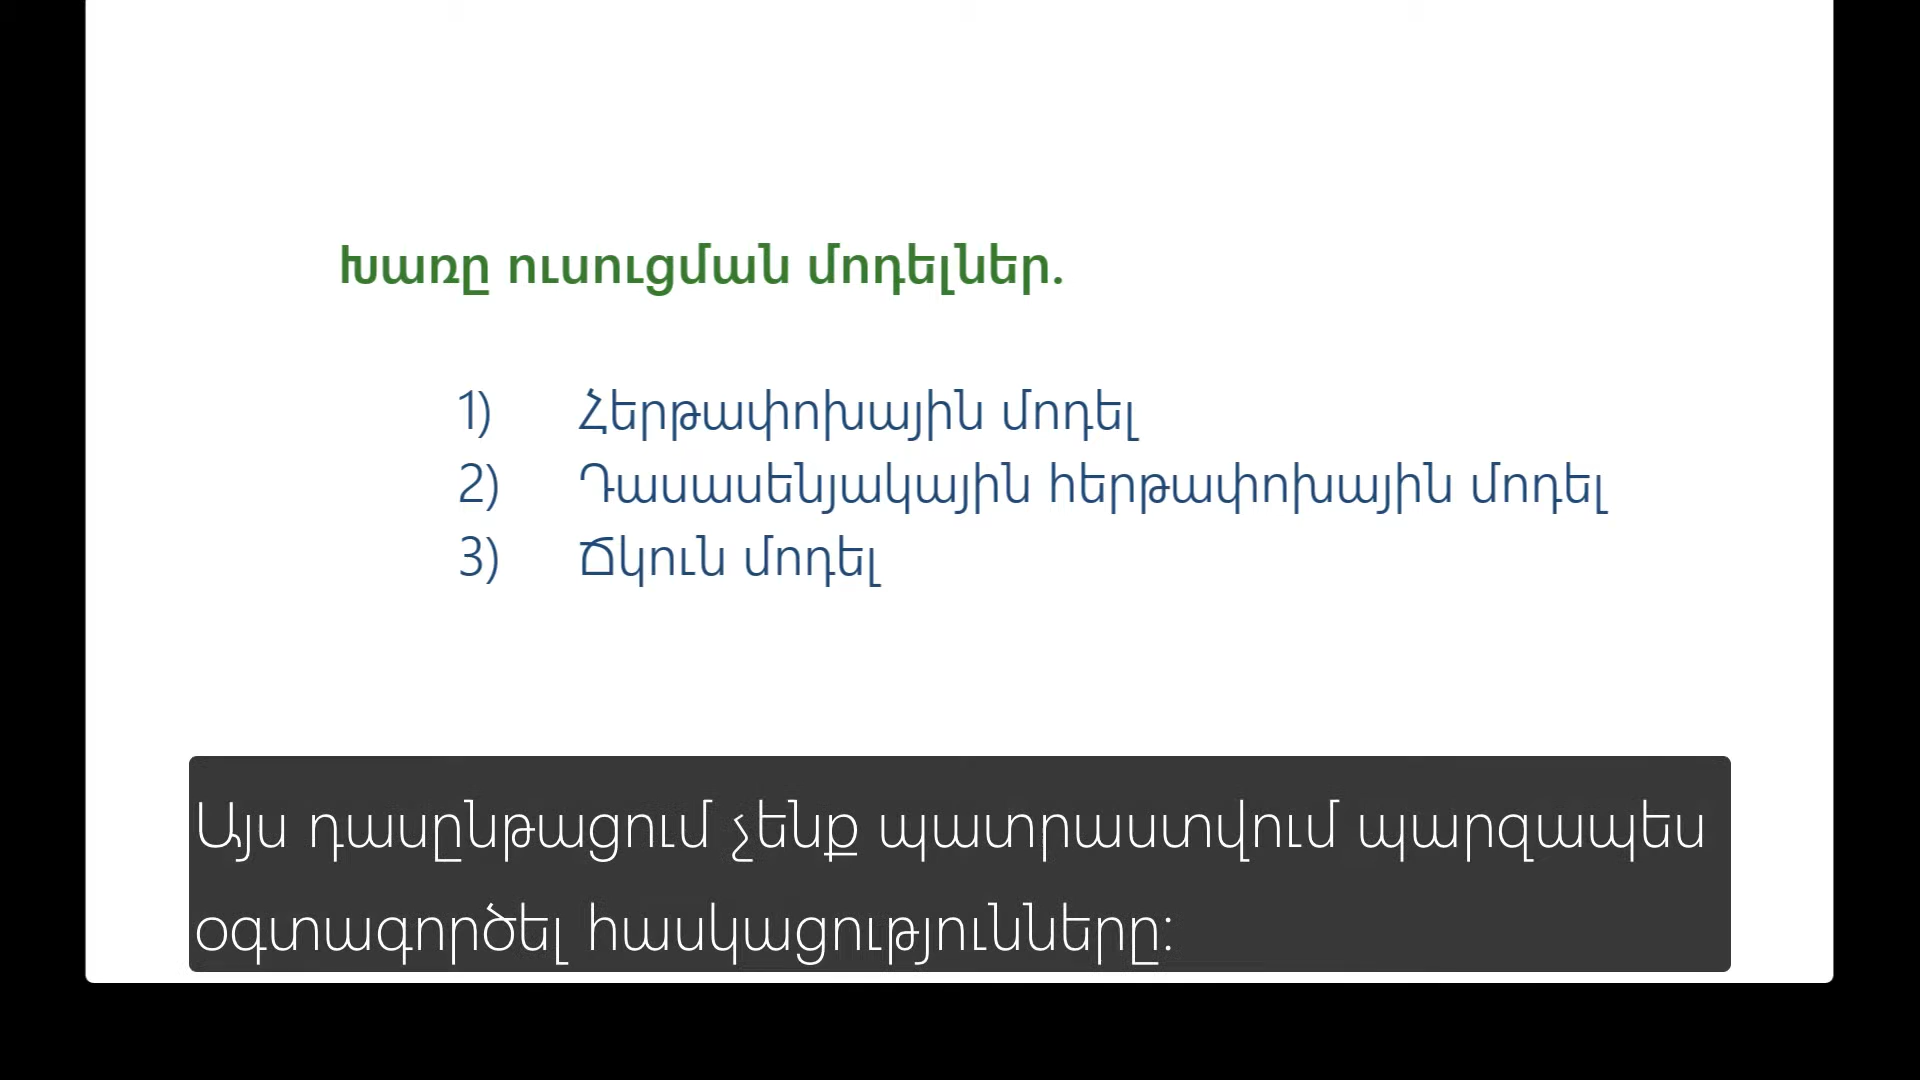 Խառը ուսուցման մոդելներ.
1) Հերթափոխային մոդել
2) Դասասենյակային հերթափոխային մոդել
3) Ճկուն մոդել
Այս դասընթացում չենք պատրաստվում պարզապես
օգտագործել հասկացությունները: